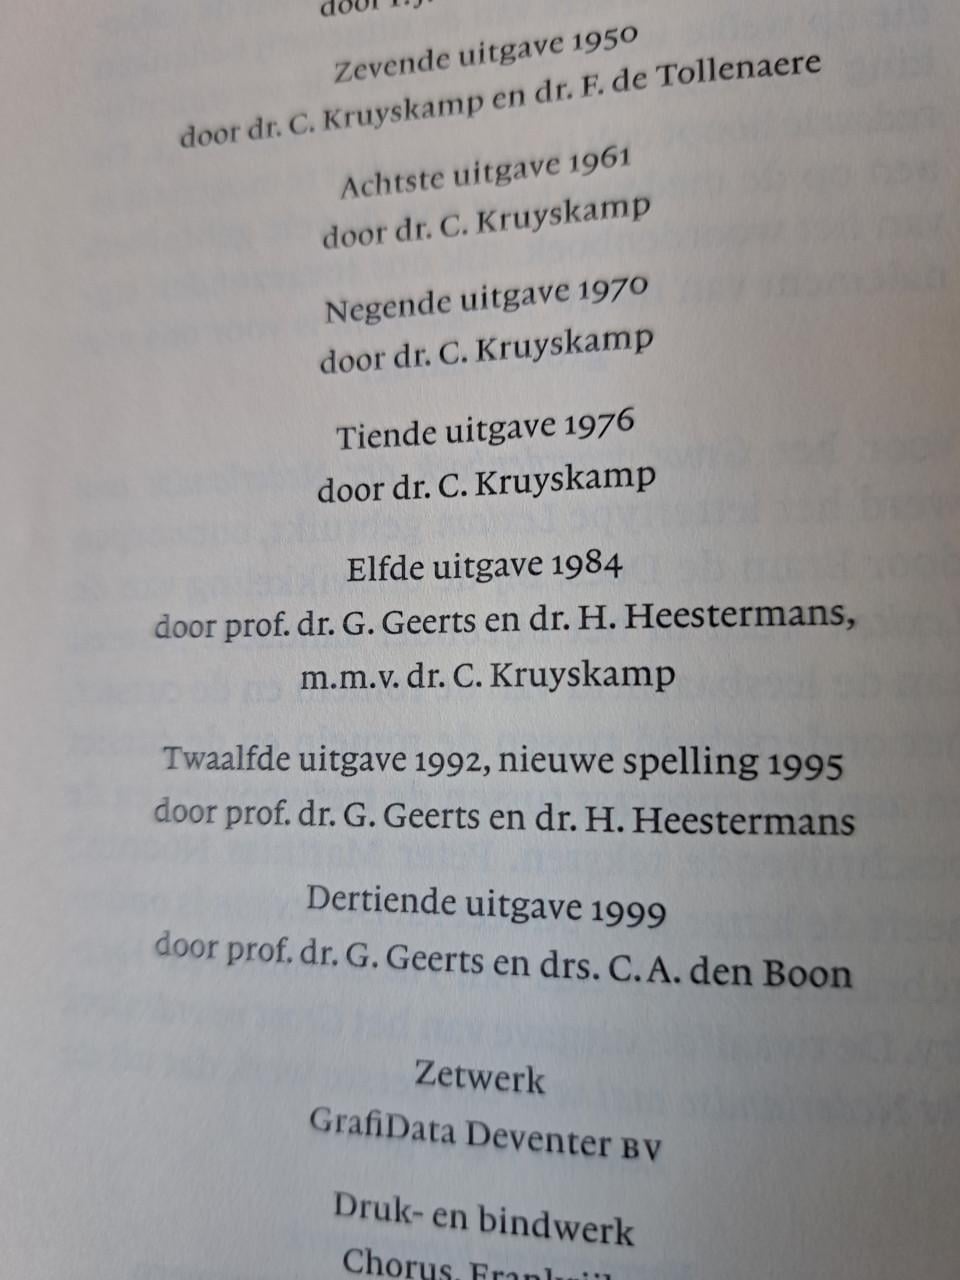 door
Zevende uitgave 1950
door dr. C. Kruyskamp en dr. F. de Tollenaere
Achtste uitgave 1961
door dr. C. Kruyskamp
Negende uitgave 1970
door dr. C. Kruyskamp
Tiende uitgave 1976
door dr. C. Kruyskamp
Elfde uitgave 1984
door prof. dr. G. Geerts en dr. H. Heestermans,
m.m.v. dr. C. Kruyskamp
Twaalfde uitgave 1992, nieuwe spelling 1995
door prof. dr. G. Geerts en dr. H. Heestermans
Dertiende uitgave 1999
door prof. dr. G. Geerts en drs. C.A. den Boon
Zetwerk
GrafiData Deventer BV
Druk- en bindwerk
Chorus, Frankrijk